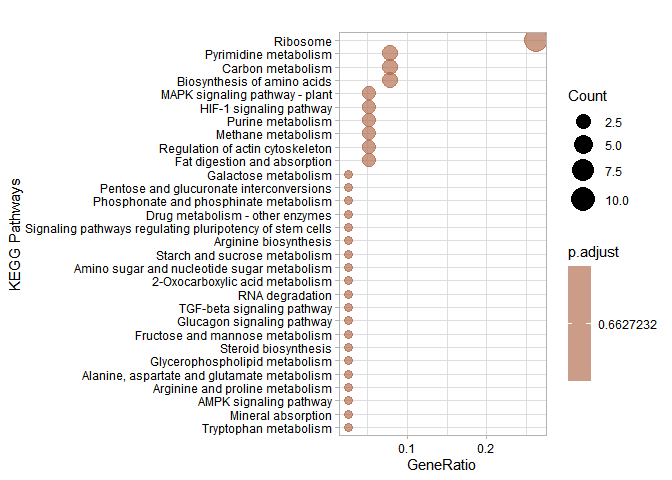 Ribosome
Pyrimidine metabolism
Carbon metabolism
Biosynthesis of amino acids
MAPK signaling pathway - plant
HIF-1 signaling pathway
Purine metabolism
Methane metabolism
Regulation of actin cytoskeleton
Fat digestion and absorption
Galactose metabolism
Pentose and glucuronate interconversions
Phosphonate and phosphinate metabolism
Drug metabolism - other enzymes
Signaling pathways regulating pluripotency of stem cells
Arginine biosynthesis
Starch and sucrose metabolism
Amino sugar and nucleotide sugar metabolism
2-Oxocarboxylic acid metabolism
RNA degradation
TGF-beta signaling pathway
Glucagon signaling pathway
Fructose and mannose metabolism
Steroid biosynthesis
Glycerophospholipid metabolism
Alanine, aspartate and glutamate metabolism
Arginine and proline metabolism
AMPK signaling pathway
Mineral absorption
Tryptophan metabolism
KEGG Pathways
0.1 0.2
GeneRatio
Count
2.5
5.0
7.5
10.0
p.adjust
0.6627232